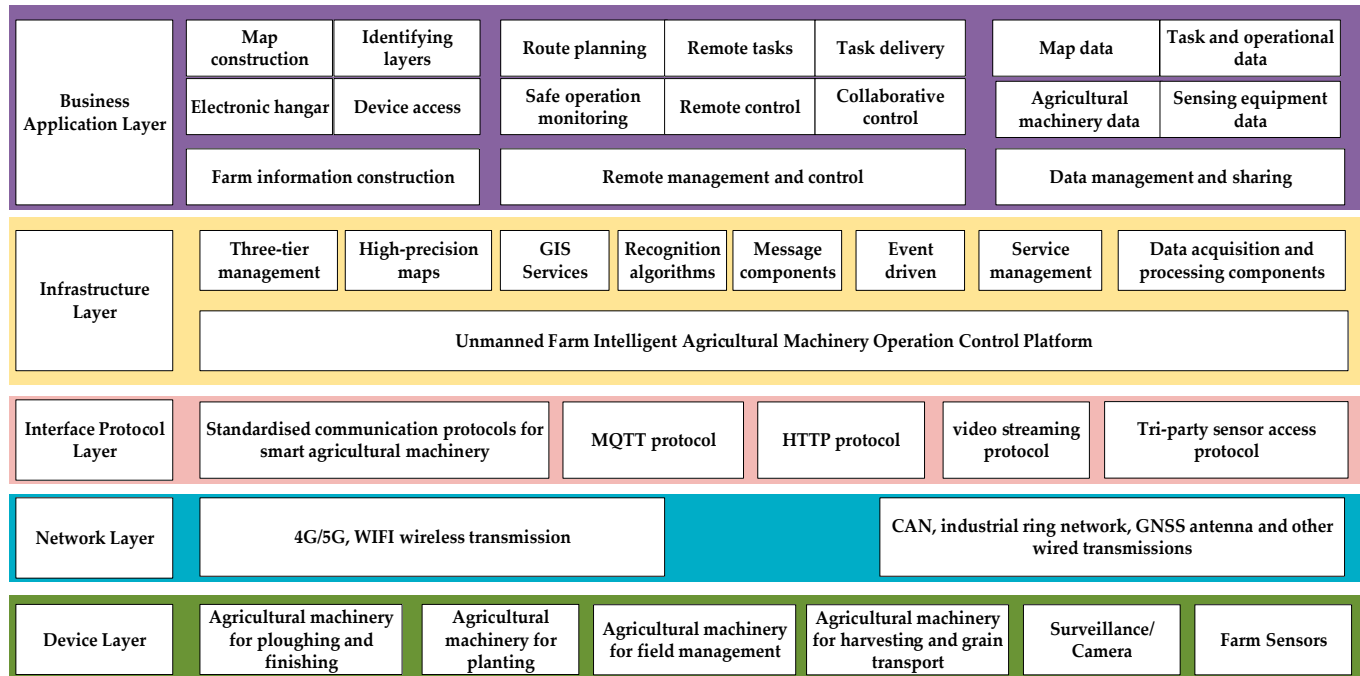 Business
Application Layer
Map
construction
Identifying
layers
Electronic hangar
Device access
Farm information construction
Route planning
Remote tasks
Task delivery
Safe operation
monitoring
Remote control
Collaborative
control
Remote management and control
Map data
Task and operational
data
Agricultural
machinery data
Sensing equipment
data
Data management and sharing
Infrastructure
Layer
Three-tier
management
High-precision
maps
GIS
Services
Recognition
algorithms
Message
components
Event
driven
Service
management
Data acquisition and
processing components
Unmanned Farm Intelligent Agricultural Machinery Operation Control Platform
Interface Protocol
Layer
Standardised communication protocols for
smart agricultural machinery
MQTT protocol
HTTP protocol
video streaming
protocol
Tri-party sensor access
protocol
Network Layer
4G/5G, WIFI wireless transmission
CAN, industrial ring network, GNSS antenna and other
wired transmissions
Device Layer
Agricultural machinery
for ploughing and
finishing
Agricultural
machinery for
planting
Agricultural machinery
for field management
Agricultural machinery
for harvesting and grain
transport
Surveillance/
Camera
Farm Sensors